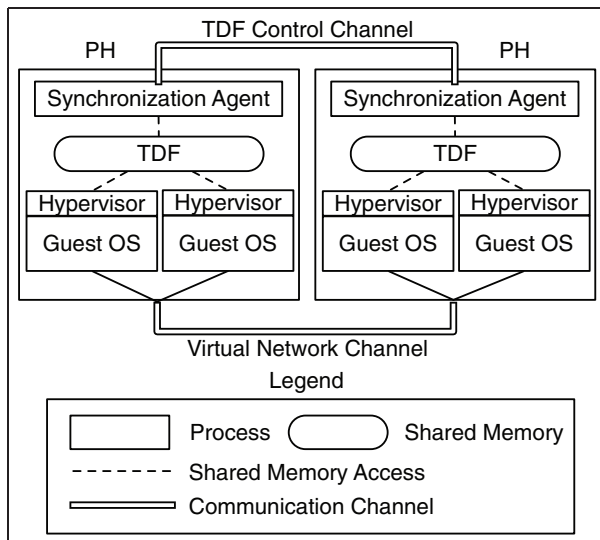 TDF Control Channel
PH
PH
Synchronization Agent
Synchronization Agent
TDF
TDF
Hypervisor
Hypervisor
Hypervisor
Hypervisor
Guest OS
Guest OS
Guest OS
Guest OS
Virtual Network Channel
Legend
Process
Shared Memory
Shared Memory Access
Communication Channel